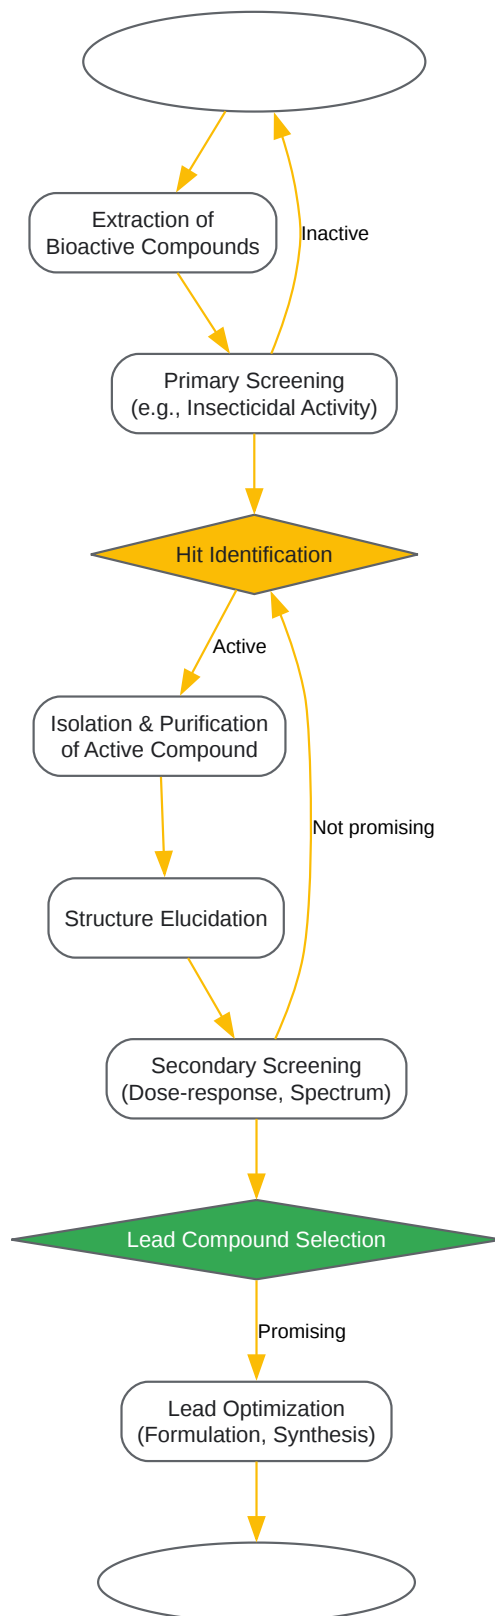 Extraction of
Bioactive Compounds
Inactive
Primary Screening
(e.g., Insecticidal Activity)
Hit Identification
Active
Isolation & Purification
of Active Compound
Not promising
Structure Elucidation
Secondary Screening
(Dose-response, Spectrum)
Lead Compound Selection
Promising
Lead Optimization
(Formulation, Synthesis)